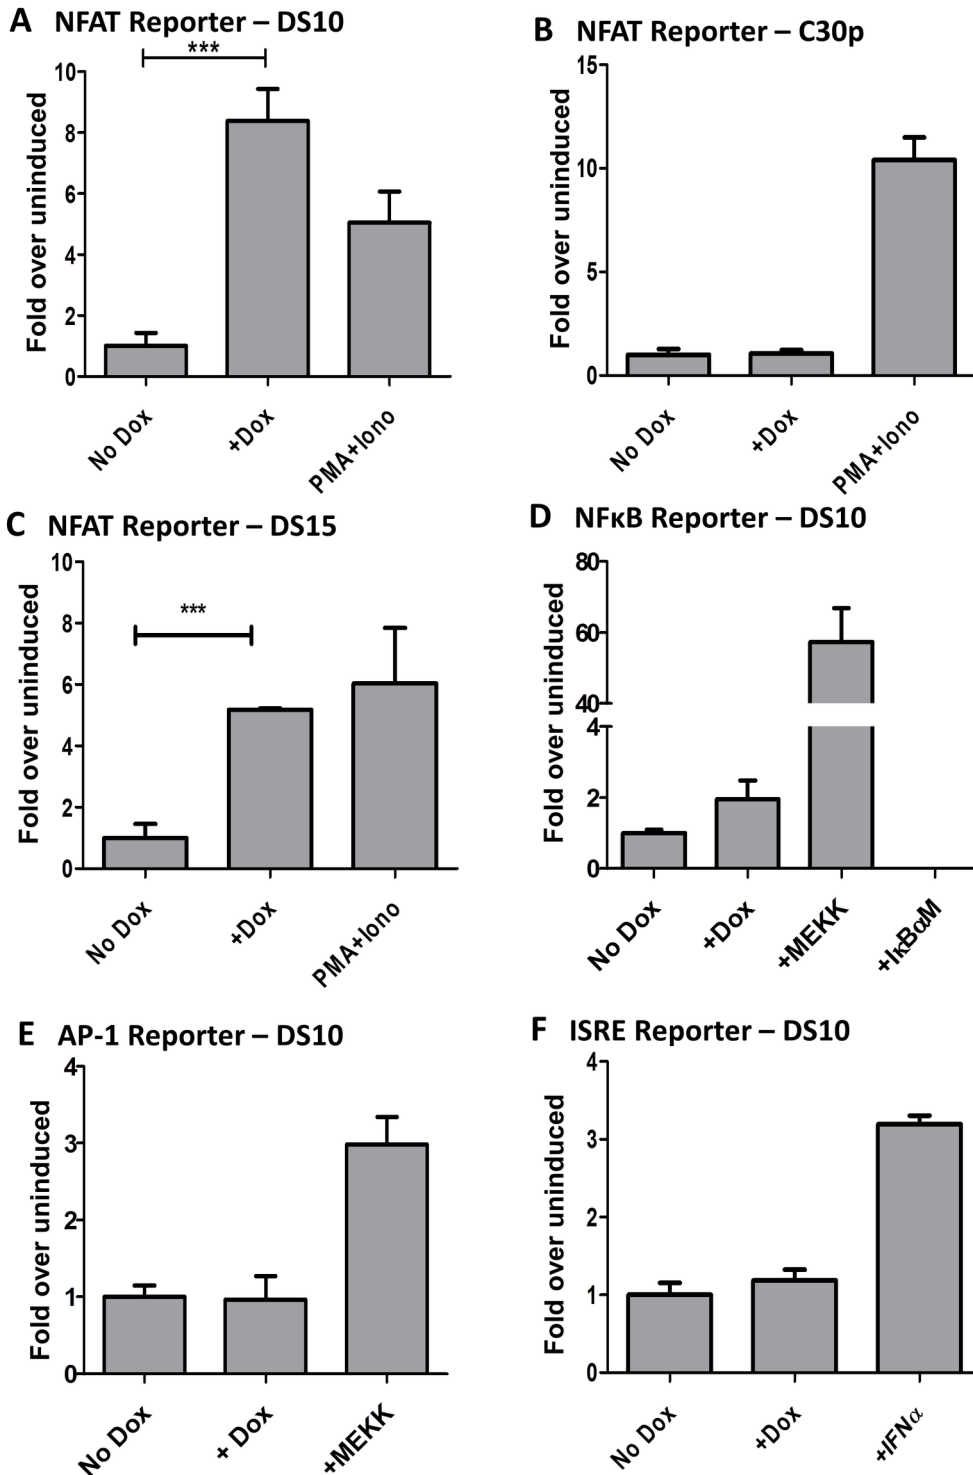 A NFAT Reporter – DS10
***
Fold over uninduced
10
8
6
4
2
0
No Dox
+Dox
PMA+Iono
B NFAT Reporter – C30p
Fold over uninduced
15
10
5
0
No Dox
+Dox
PMA+Iono
C NFAT Reporter – DS15
***
Fold over uninduced
10
8
6
4
2
0
No Dox
+Dox
PMA+Iono
D NFκB Reporter – DS10
Fold over uninduced
80
60
40
4
2
0
No Dox
+Dox
+MEKK
+IκBαM
E AP-1 Reporter – DS10
Fold over uninduced
4
3
2
1
0
No Dox
+ Dox
+MEKK
F ISRE Reporter – DS10
Fold over uninduced
4
3
2
1
0
No Dox
+Dox
+IFNα